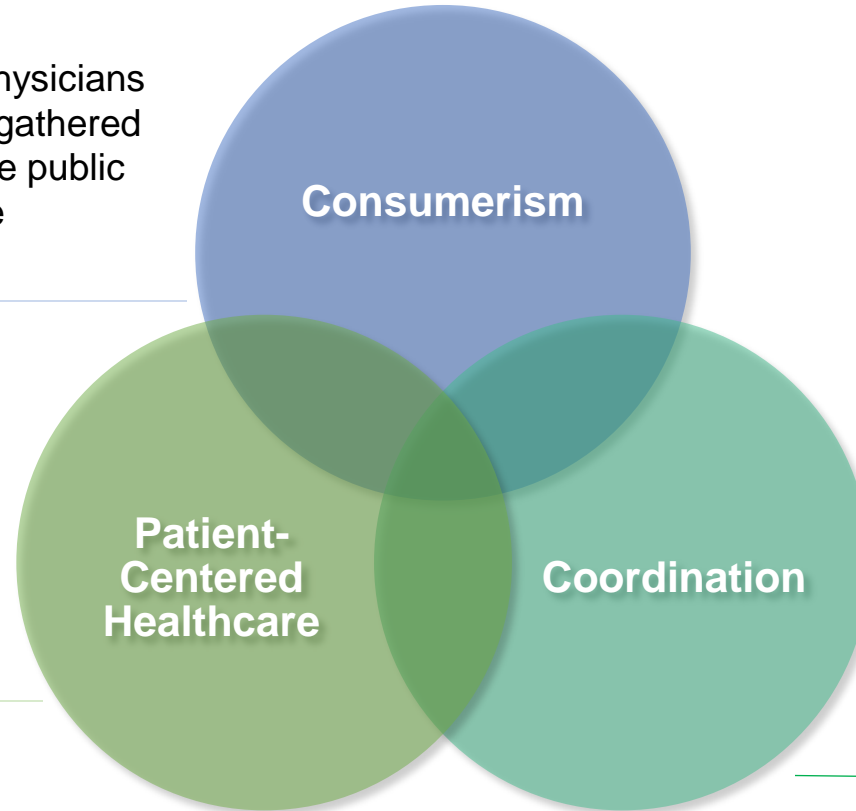 hysicians
gathered
e public
e
Consumerism
Patient-
Centered
Healthcare
Coordination